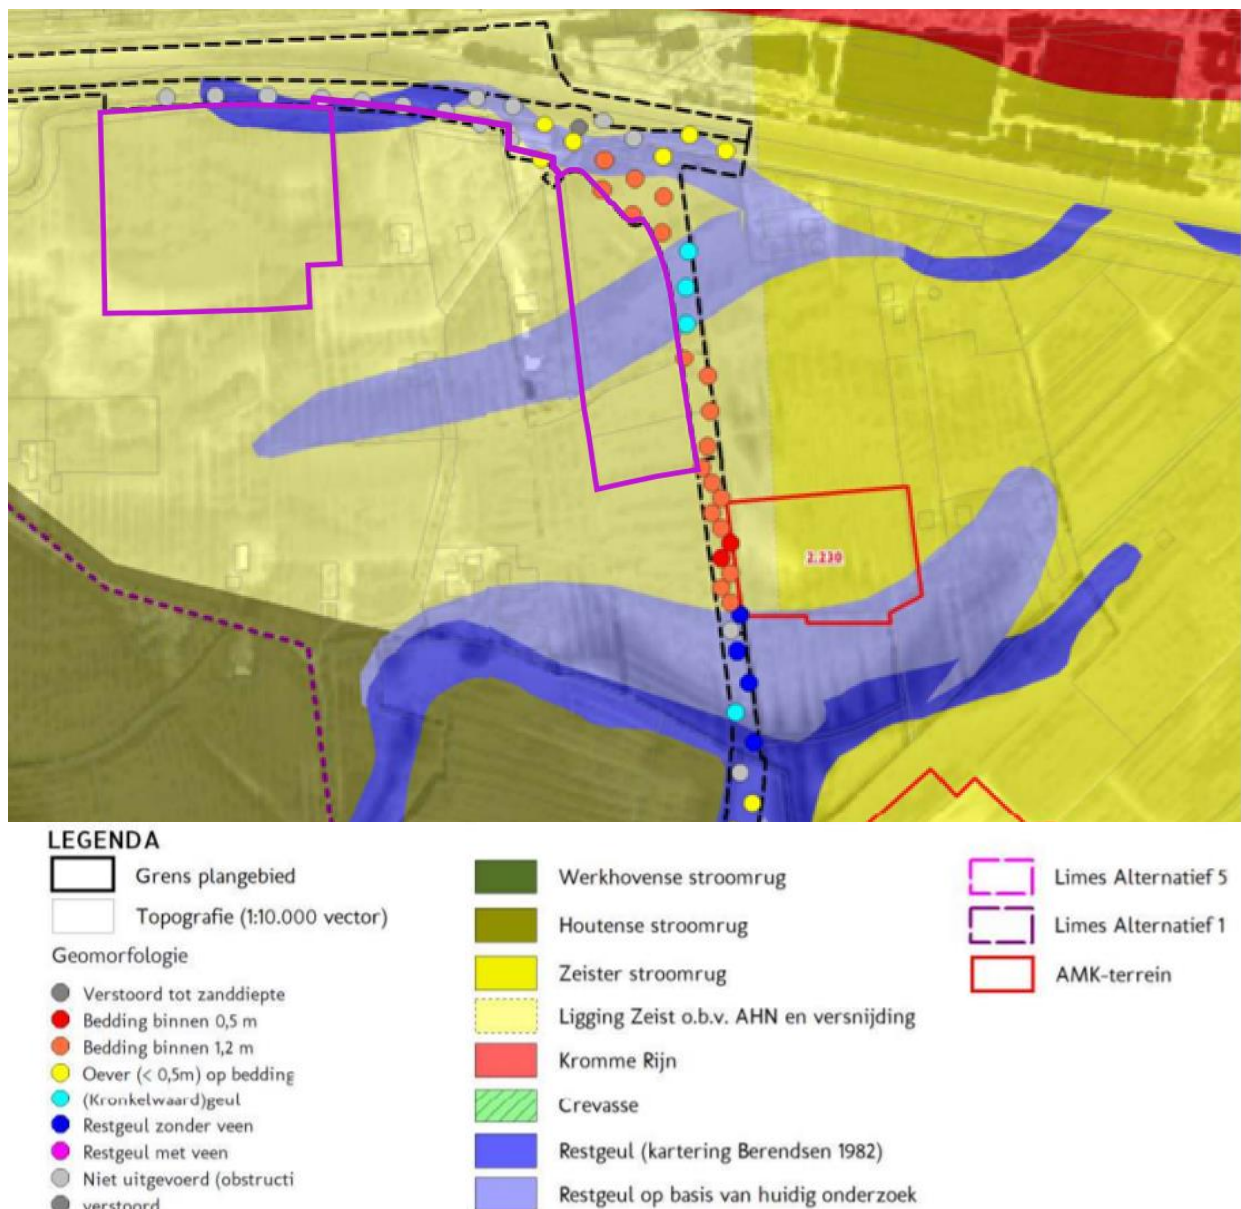 2.230
LEGENDA
Grens plangebied
Topografie (1:10.000 vector)
Geomorfologie
Verstoord tot zanddiepte
Bedding binnen 0,5 m
Bedding binnen 1,2 m
Oever (< 0,5m) op bedding
(Kronkelwaard)geul
Restgeul zonder veen
Restgeul met veen
Niet uitgevoerd (obstructi
verstoord
Werkhovense stroomrug
Houtense stroomrug
Zeister stroomrug
Ligging Zeist o.b.v. AHN en versnijding
Kromme Rijn
Crevasse
Restgeul (kartering Berendsen 1982)
Restgeul op basis van huidig onderzoek
Limes Alternatief 5
Limes Alternatief 1
AMK-terrein